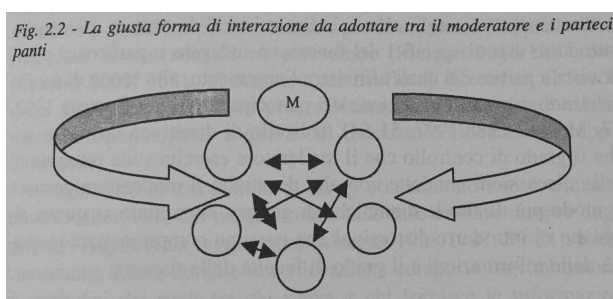 Fig. 2.2 - La giusta forma di interazione da adottare tra il moderatore e i parteci
panti
M